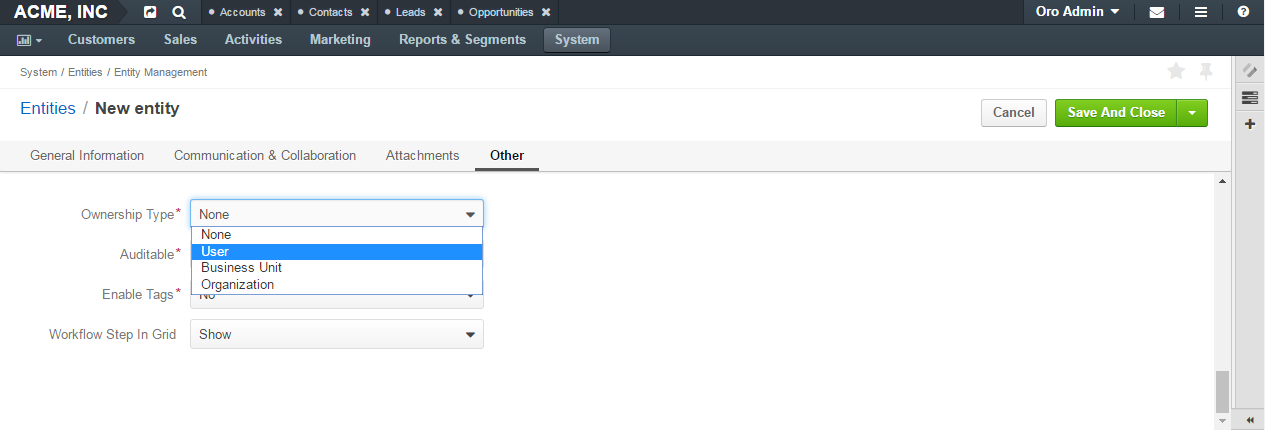 ACME, INC Accounts Contacts Leads Opportunities Oro Admin
Customers Sales Activities Marketing Reports & Segments System
System / Entities / Entity Management
Entities / New entity Cancel Save And Close
General Information Communication & Collaboration Attachments Other
Ownership Type* None
None
Auditable* User
Business Unit
Organization
Enable Tags* No
Workflow Step In Grid Show